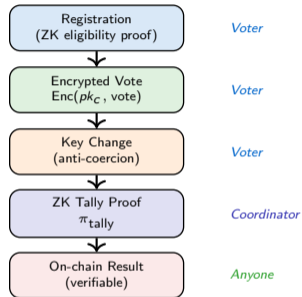 Registration
(ZK eligibility proof)
Voter
Encrypted Vote
Enc(pk_C, vote)
Voter
Key Change
(anti-coercion)
Voter
ZK Tally Proof
π_tally
Coordinator
On-chain Result
(verifiable)
Anyone